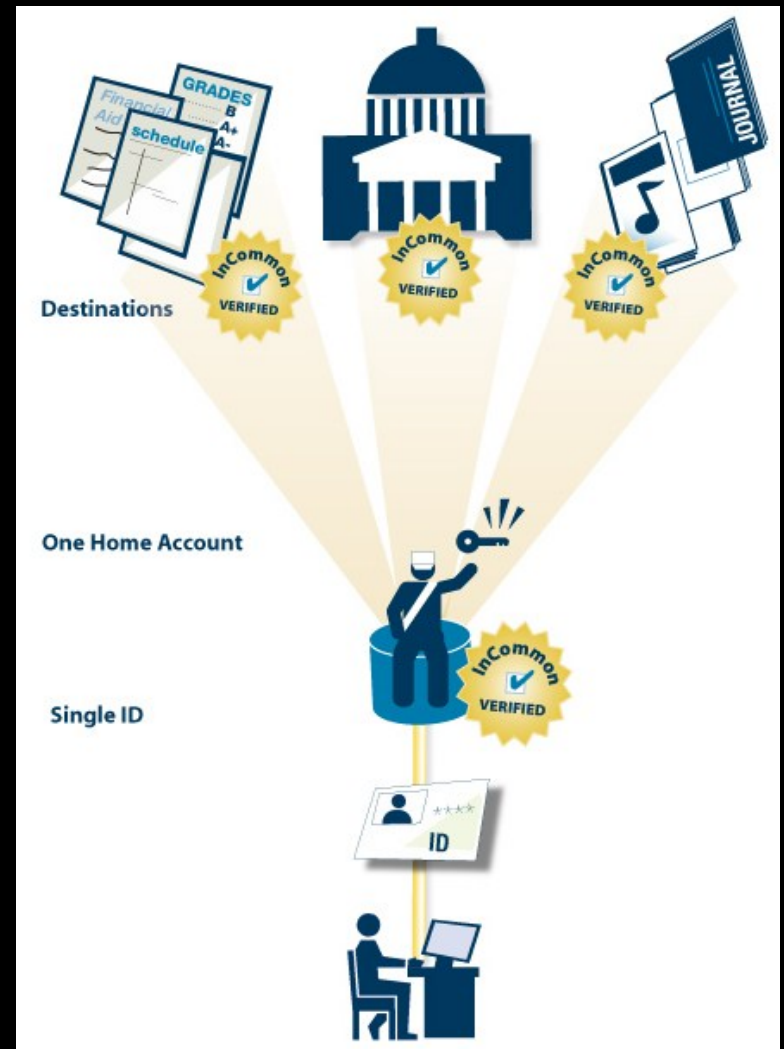 Financial
Aid
GRADES
B
A+
A-
schedule
JOURNAL
InCommon
VERIFIED
InCommon
VERIFIED
InCommon
VERIFIED
Destinations
One Home Account
InCommon
VERIFIED
Single ID
****
ID